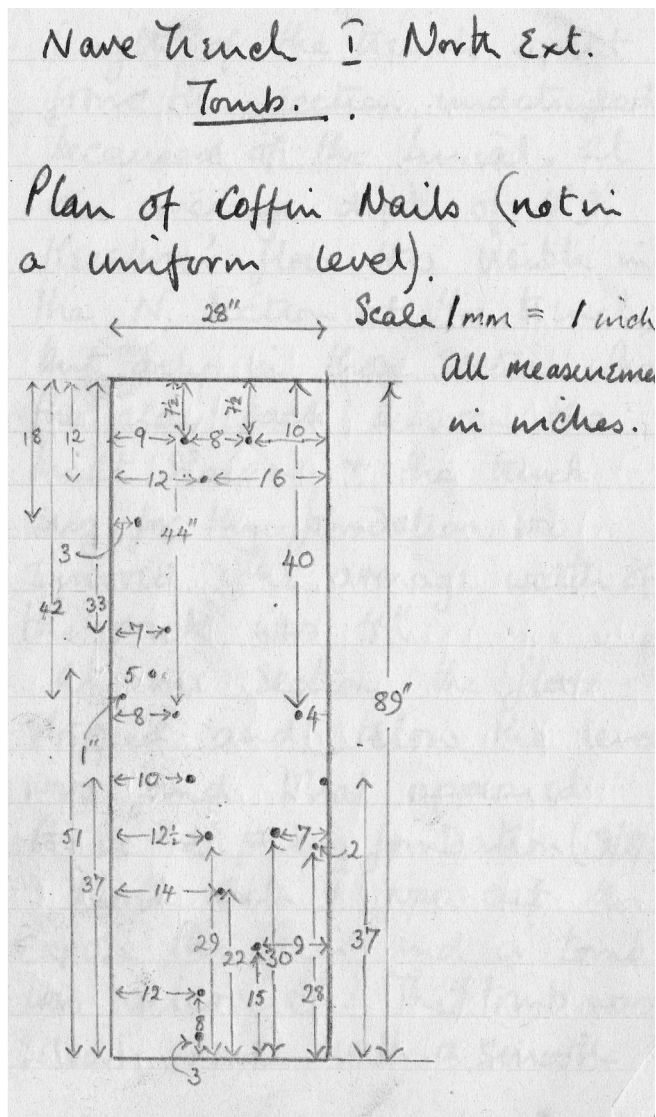 Nave Trench I North Ext.
Tomb.
Plan of Coffin Nails (not in
a uniform level).
28"
Scale 1mm = 1 inch
All measureme
in inches.
7½ 7½
18 12 9 8 10
12 16
3 44"
40
42 33
7
5
8 4 89"
1"
10
51 12½ 7
2
37 14
29 22 30 9 37
12 15 28
8
3